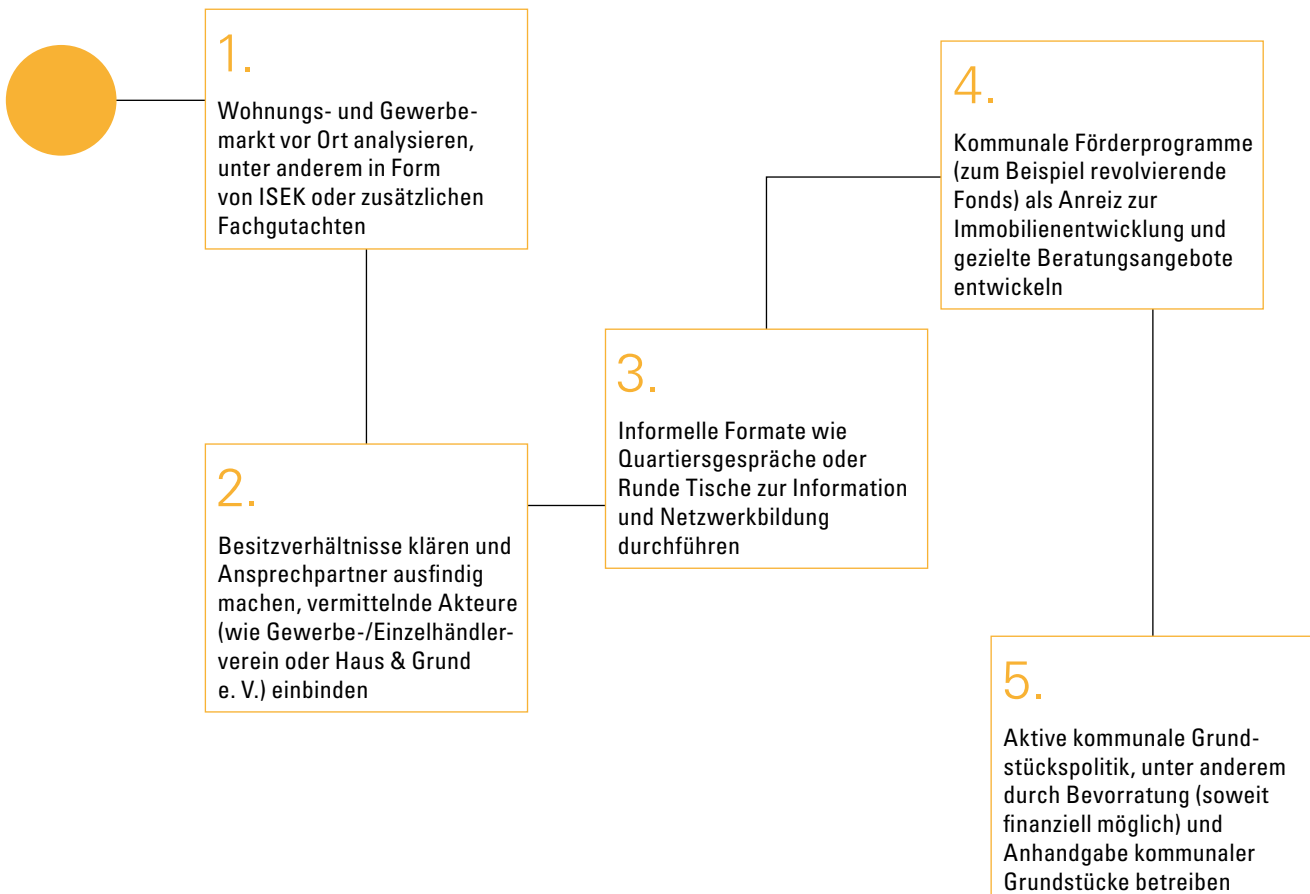 1.
Wohnungs- und Gewerbe-
markt vor Ort analysieren,
unter anderem in Form
von ISEK oder zusätzlichen
Fachgutachten
2.
Besitzverhältnisse klären und
Ansprechpartner ausfindig
machen, vermittelnde Akteure
(wie Gewerbe-/Einzelhändler-
verein oder Haus & Grund
e. V.) einbinden
3.
Informelle Formate wie
Quartiersgespräche oder
Runde Tische zur Information
und Netzwerkbildung
durchführen
4.
Kommunale Förderprogramme
(zum Beispiel revolvierende
Fonds) als Anreiz zur
Immobilienentwicklung und
gezielte Beratungsangebote
entwickeln
5.
Aktive kommunale Grund-
stückspolitik, unter anderem
durch Bevorratung (soweit
finanziell möglich) und
Anhandgabe kommunaler
Grundstücke betreiben